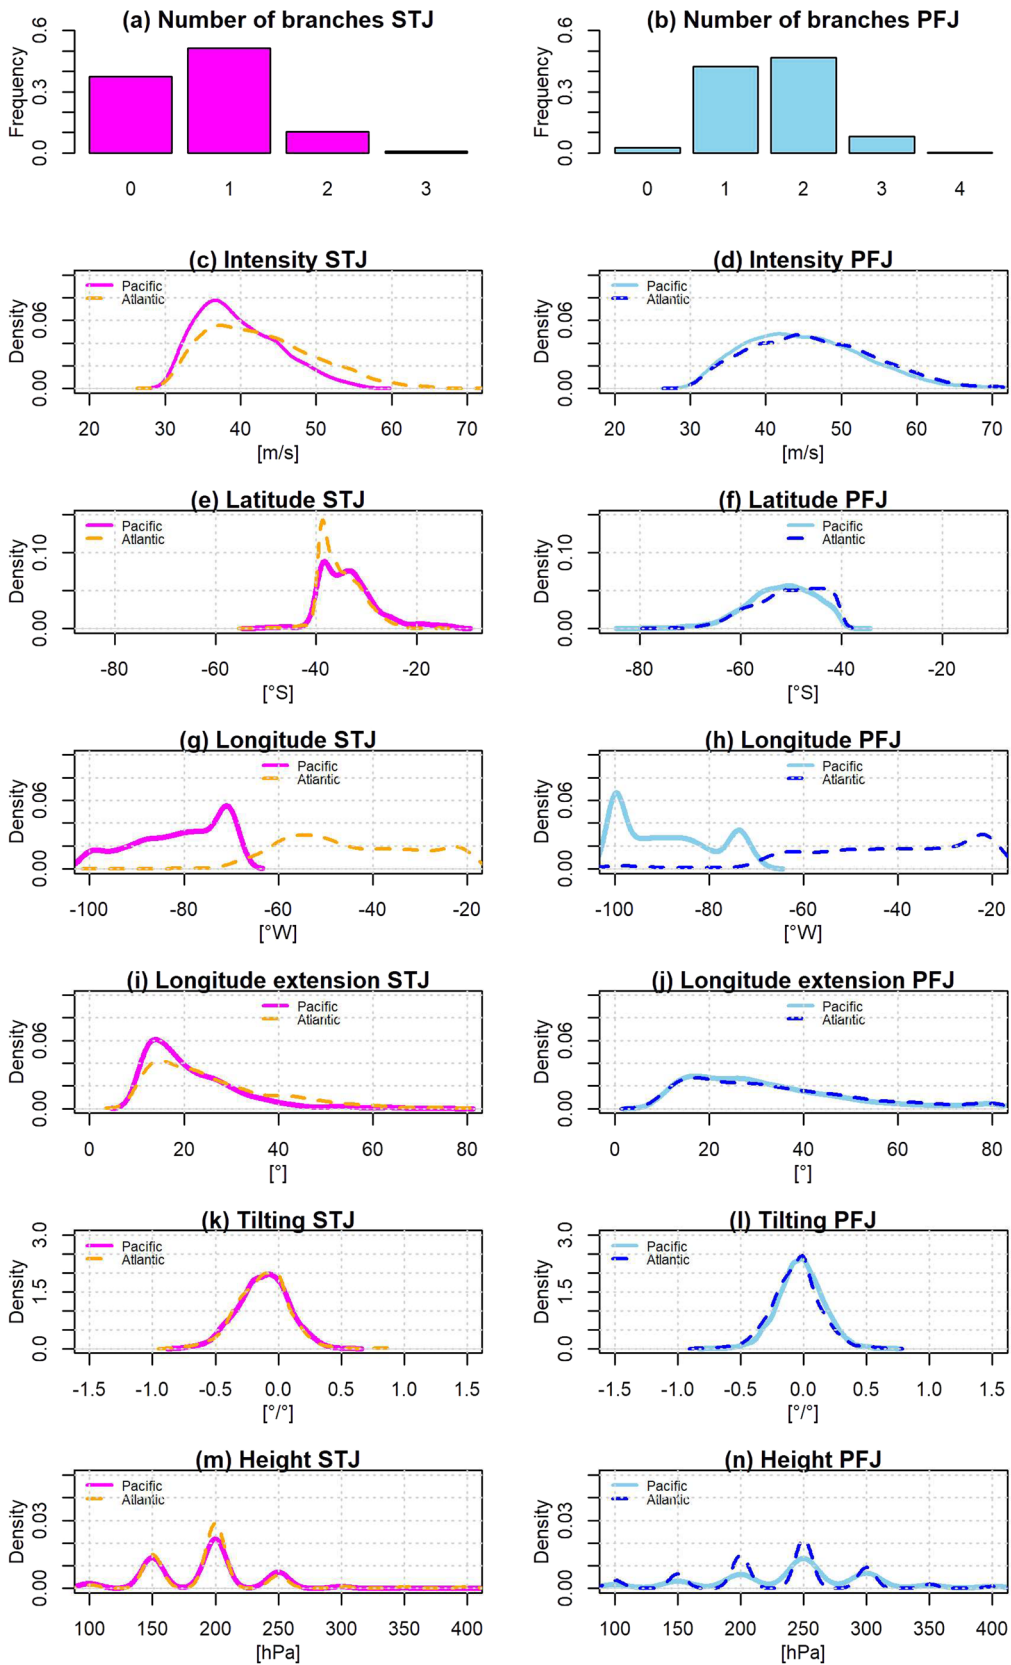 (a) Number of branches STJ
Frequency
0.6
0.3
0.0
0 1 2 3
(b) Number of branches PFJ
Frequency
0.6
0.3
0.0
0 1 2 3 4
(c) Intensity STJ
Pacific
Atlantic
Density
0.06
0.00
20 30 40 50 60 70
[m/s]
(d) Intensity PFJ
Pacific
Atlantic
Density
0.06
0.00
20 30 40 50 60 70
[m/s]
(e) Latitude STJ
Pacific
Atlantic
Density
0.10
0.00
-80 -60 -40 -20
[°S]
(f) Latitude PFJ
Pacific
Atlantic
Density
0.10
0.00
-80 -60 -40 -20
[°S]
(g) Longitude STJ
Pacific
Atlantic
Density
0.06
0.00
-100 -80 -60 -40 -20
[°W]
(h) Longitude PFJ
Pacific
Atlantic
Density
0.06
0.00
-100 -80 -60 -40 -20
[°W]
(i) Longitude extension STJ
Pacific
Atlantic
Density
0.06
0.00
0 20 40 60 80
[°]
(j) Longitude extension PFJ
Pacific
Atlantic
Density
0.06
0.00
0 20 40 60 80
[°]
(k) Tilting STJ
Pacific
Atlantic
Density
3.0
1.5
0.0
-1.5 -1.0 -0.5 0.0 0.5 1.0 1.5
[°/°]
(l) Tilting PFJ
Pacific
Atlantic
Density
3.0
1.5
0.0
-1.5 -1.0 -0.5 0.0 0.5 1.0 1.5
[°/°]
(m) Height STJ
Pacific
Atlantic
Density
0.03
0.00
100 150 200 250 300 350 400
[hPa]
(n) Height PFJ
Pacific
Atlantic
Density
0.03
0.00
100 150 200 250 300 350 400
[hPa]